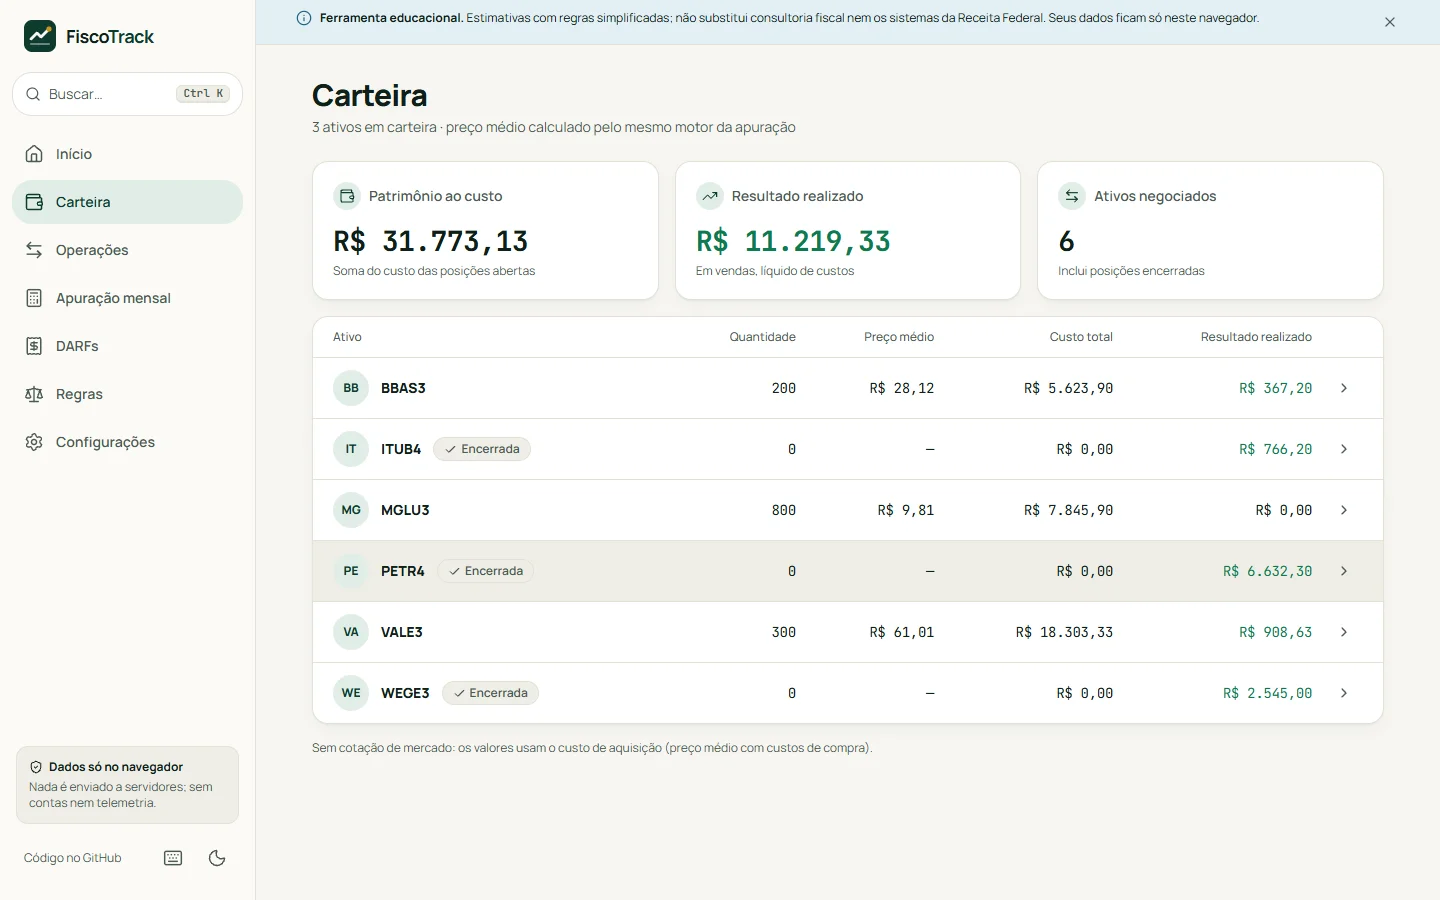 FiscoTrack
Buscar...
Ctrl K
Início
Carteira
Operações
Apuração mensal
DARFs
Regras
Configurações
Dados só no navegador
Nada é enviado a servidores; sem
contas nem telemetria.
Código no GitHub
Ferramenta educacional. Estimativas com regras simplificadas; não substitui consultoria fiscal nem os sistemas da Receita Federal. Seus dados ficam só neste navegador.
Carteira
3 ativos em carteira · preço médio calculado pelo mesmo motor da apuração
Patrimônio ao custo
R$ 31.773,13
Soma do custo das posições abertas
Resultado realizado
R$ 11.219,33
Em vendas, líquido de custos
Ativos negociados
6
Inclui posições encerradas
Ativo Quantidade Preço médio Custo total Resultado realizado
BB BBAS3 200 R$ 28,12 R$ 5.623,90 R$ 367,20
IT ITUB4 Encerrada 0 — R$ 0,00 R$ 766,20
MG MGLU3 800 R$ 9,81 R$ 7.845,90 R$ 0,00
PE PETR4 Encerrada 0 — R$ 0,00 R$ 6.632,30
VA VALE3 300 R$ 61,01 R$ 18.303,33 R$ 908,63
WE WEGE3 Encerrada 0 — R$ 0,00 R$ 2.545,00
Sem cotação de mercado: os valores usam o custo de aquisição (preço médio com custos de compra).